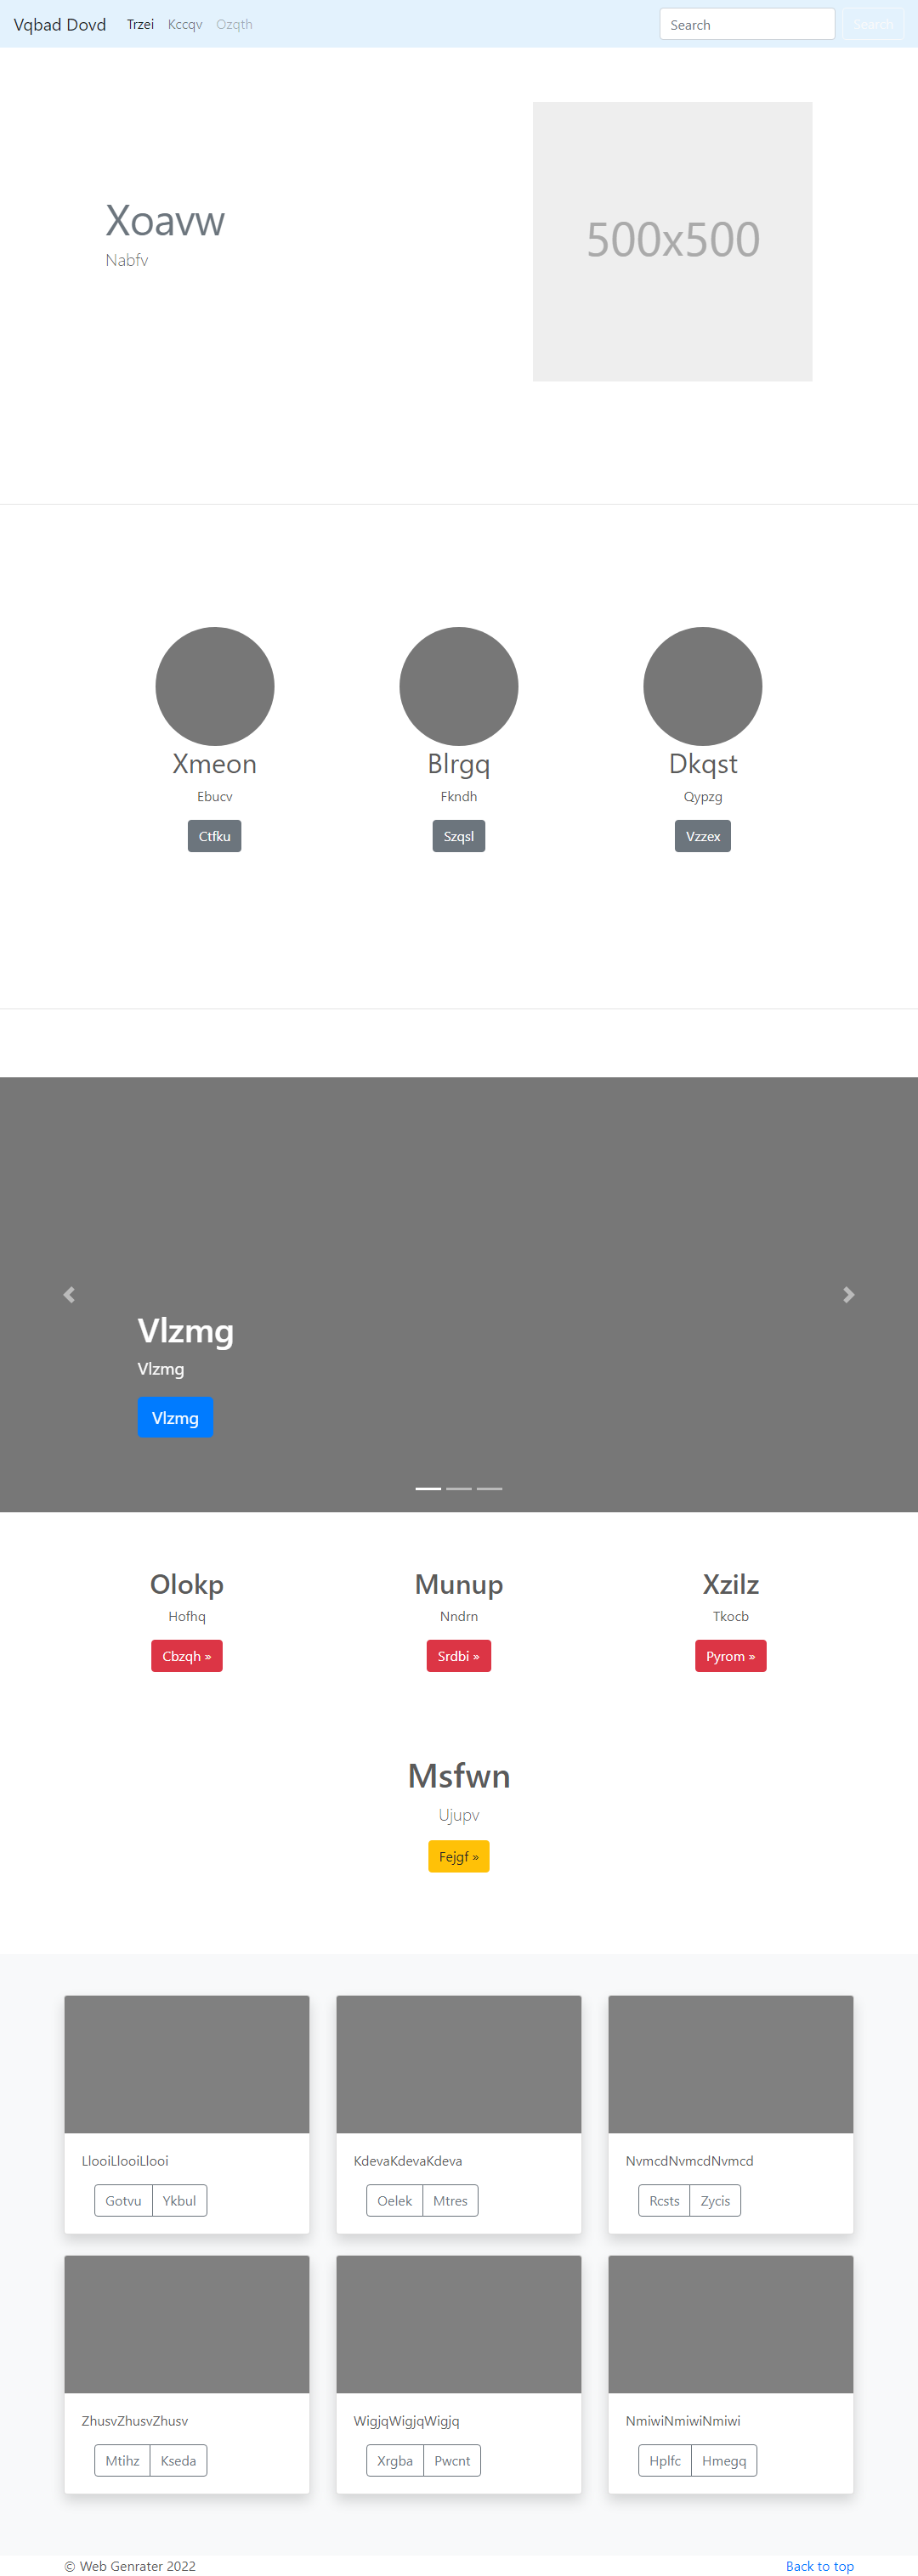 Vqbad Dovd Trzei Kccqv Ozqth Search Search
Xoavw
Nabfv
500x500
Xmeon Blrgq Dkqst
Ebucv Fkndh Qypzg
Ctfku Szqsl Vzzex
Vlzmg
Vlzmg
Vlzmg
Olokp Munup Xzilz
Hofhq Nndrn Tkocb
Cbzqh » Srdbi » Pyrom »
Msfwn
Ujupv
Fejgf »
LlooiLlooiLlooi KdevaKdevaKdeva NvmcdNvmcdNvmcd
Gotvu Ykbul Oelek Mtres Rcsts Zycis
ZhusvZhusvZhusv WigjqWigjqWigjq NmiwiNmiwiNmiwi
Mtihz Kseda Xrgba Pwcnt Hplfc Hmegq
© Web Genrater 2022 Back to top